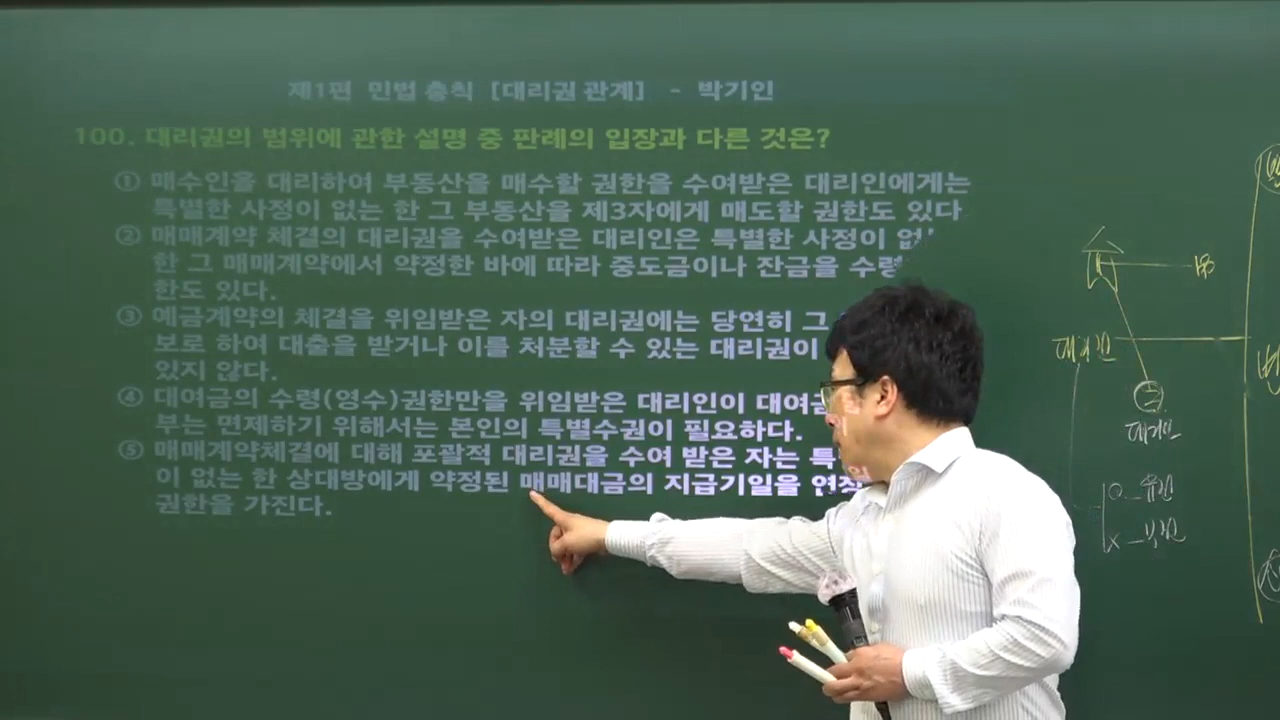 제1편 민법 총칙 [대리권 관계] - 박기인
100. 대리권의 범위에 관한 설명 중 판례의 입장과 다른 것은?
① 매수인을 대리하여 부동산을 매수할 권한을 수여받은 대리인에게는
특별한 사정이 없는 한 그 부동산을 제3자에게 매도할 권한도 있다
② 매매계약 체결의 대리권을 수여받은 대리인은 특별한 사정이
한 그 매매계약에서 약정한 바에 따라 중도금이나 잔금을
한도 있다.
③ 예금계약의 체결을 위임받은 자의 대리권에는 당연히 그
보로 하여 대출을 받거나 이를 처분할 수 있는 대리권이
있지 않다.
④ 대여금의 수령(영수)권한만을 위임받은 대리인이
부는 면제하기 위해서는 본인의 특별수권이 필요하다.
⑤ 매매계약체결에 대해 포괄적 대리권을 수여 받은 자는
이 없는 한 상대방에게 약정된 매매대금의 지급기일을
권한을 가진다.
대리권
대리인
O - 유권
X - 무권